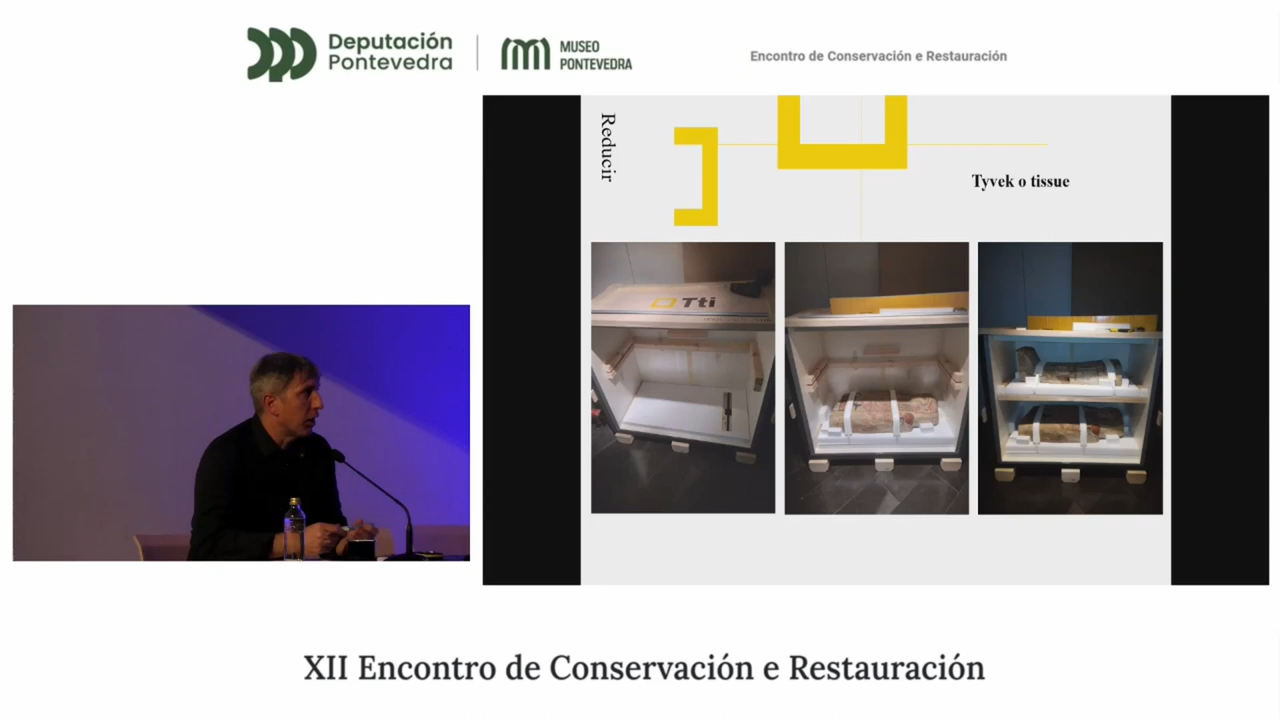 Deputación
Pontevedra
MUSEO
PONTEVEDRA
Encontro de Conservación e Restauración
Reducir
Tyvek o tissue
Tti
XII Encontro de Conservación e Restauración